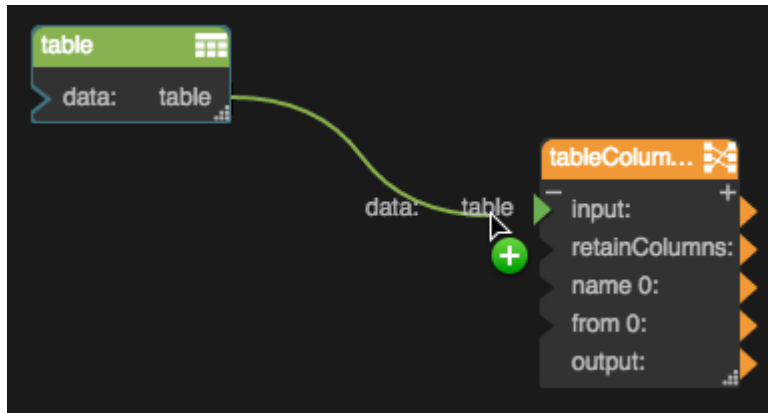 table
data: table
tableColum...
data: table
input:
retainColumns:
name 0:
from 0:
output: